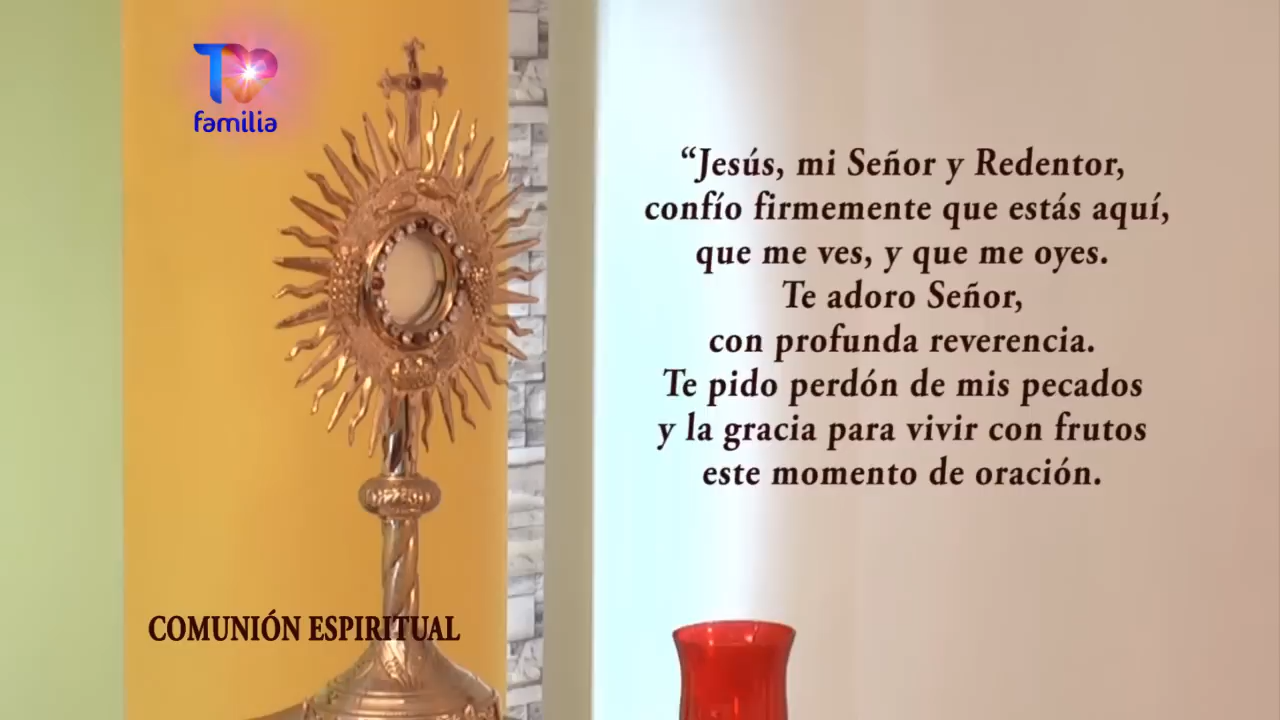 familia
“Jesús, mi Señor y Redentor,
confío firmemente que estás aquí,
que me ves, y que me oyes.
Te adoro Señor,
con profunda reverencia.
Te pido perdón de mis pecados
y la gracia para vivir con frutos
este momento de oración.
COMUNIÓN ESPIRITUAL